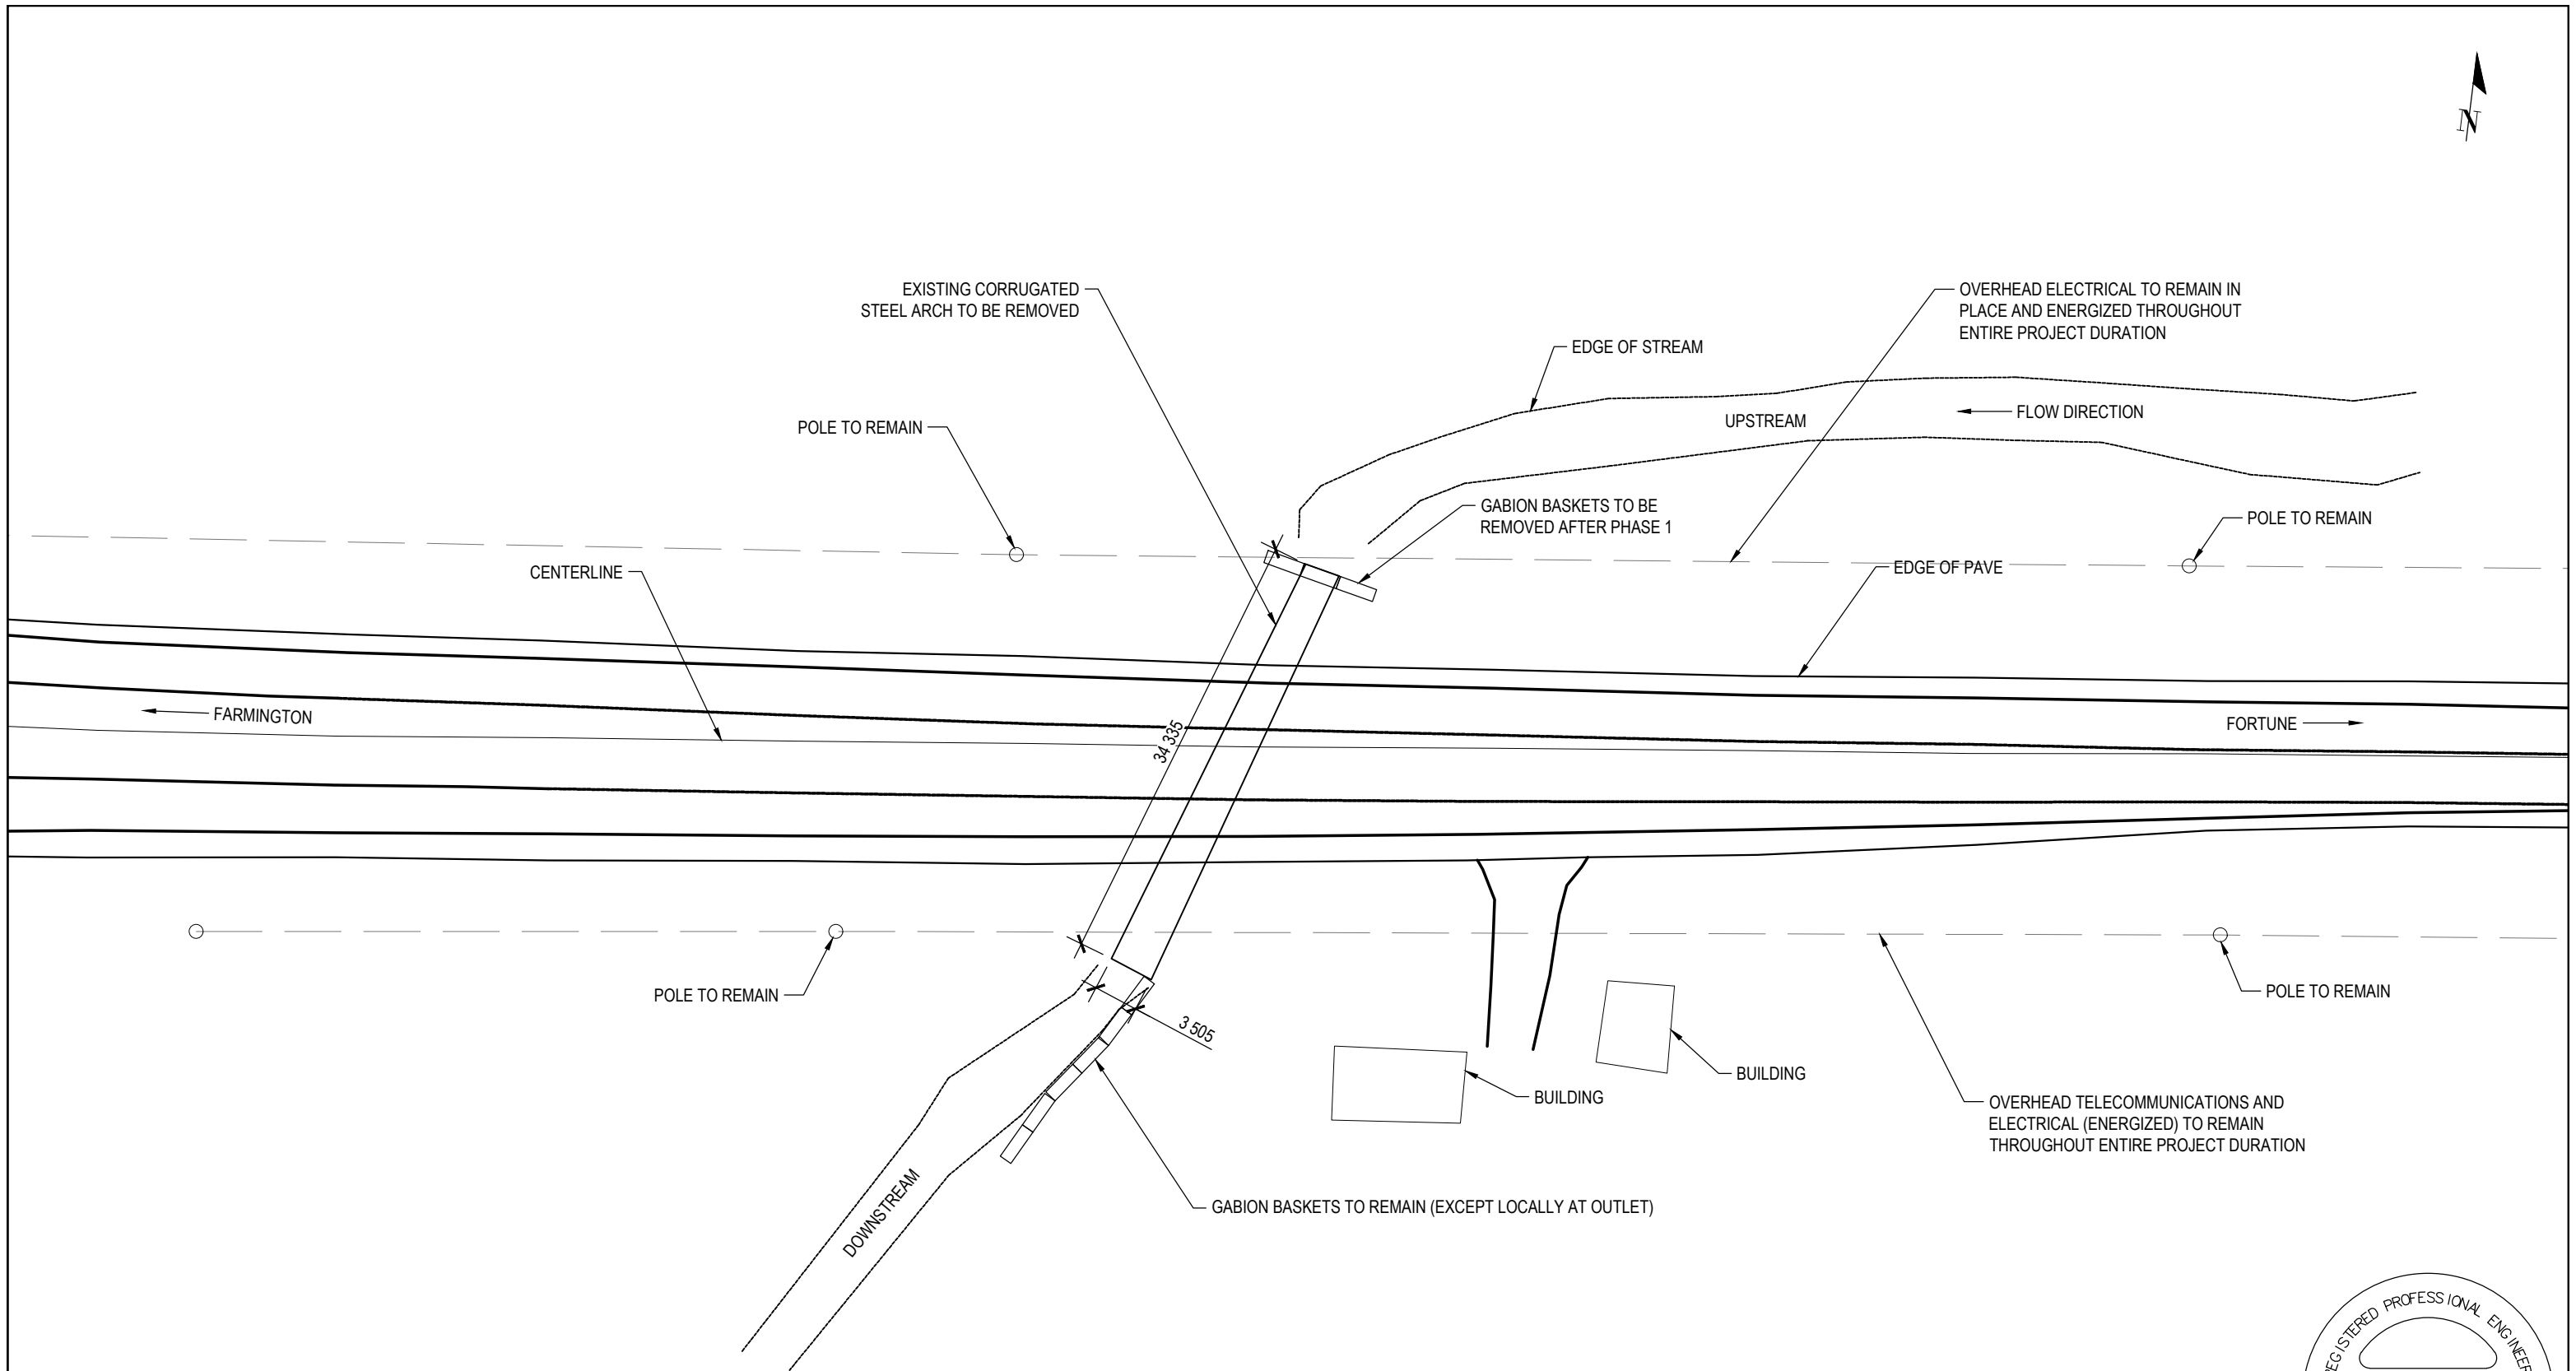 N
EXISTING CORRUGATED
STEEL ARCH TO BE REMOVED
OVERHEAD ELECTRICAL TO REMAIN IN
PLACE AND ENERGIZED THROUGHOUT
ENTIRE PROJECT DURATION
EDGE OF STREAM
FLOW DIRECTION
UPSTREAM
POLE TO REMAIN
GABION BASKETS TO BE
REMOVED AFTER PHASE 1
POLE TO REMAIN
CENTERLINE
EDGE OF PAVE
FARMINGTON
FORTUNE
34 335
POLE TO REMAIN
POLE TO REMAIN
3 505
BUILDING
BUILDING
OVERHEAD TELECOMMUNICATIONS AND
ELECTRICAL (ENERGIZED) TO REMAIN
THROUGHOUT ENTIRE PROJECT DURATION
DOWNSTREAM
GABION BASKETS TO REMAIN (EXCEPT LOCALLY AT OUTLET)
REGISTERED PROFESSIONAL ENGINEER